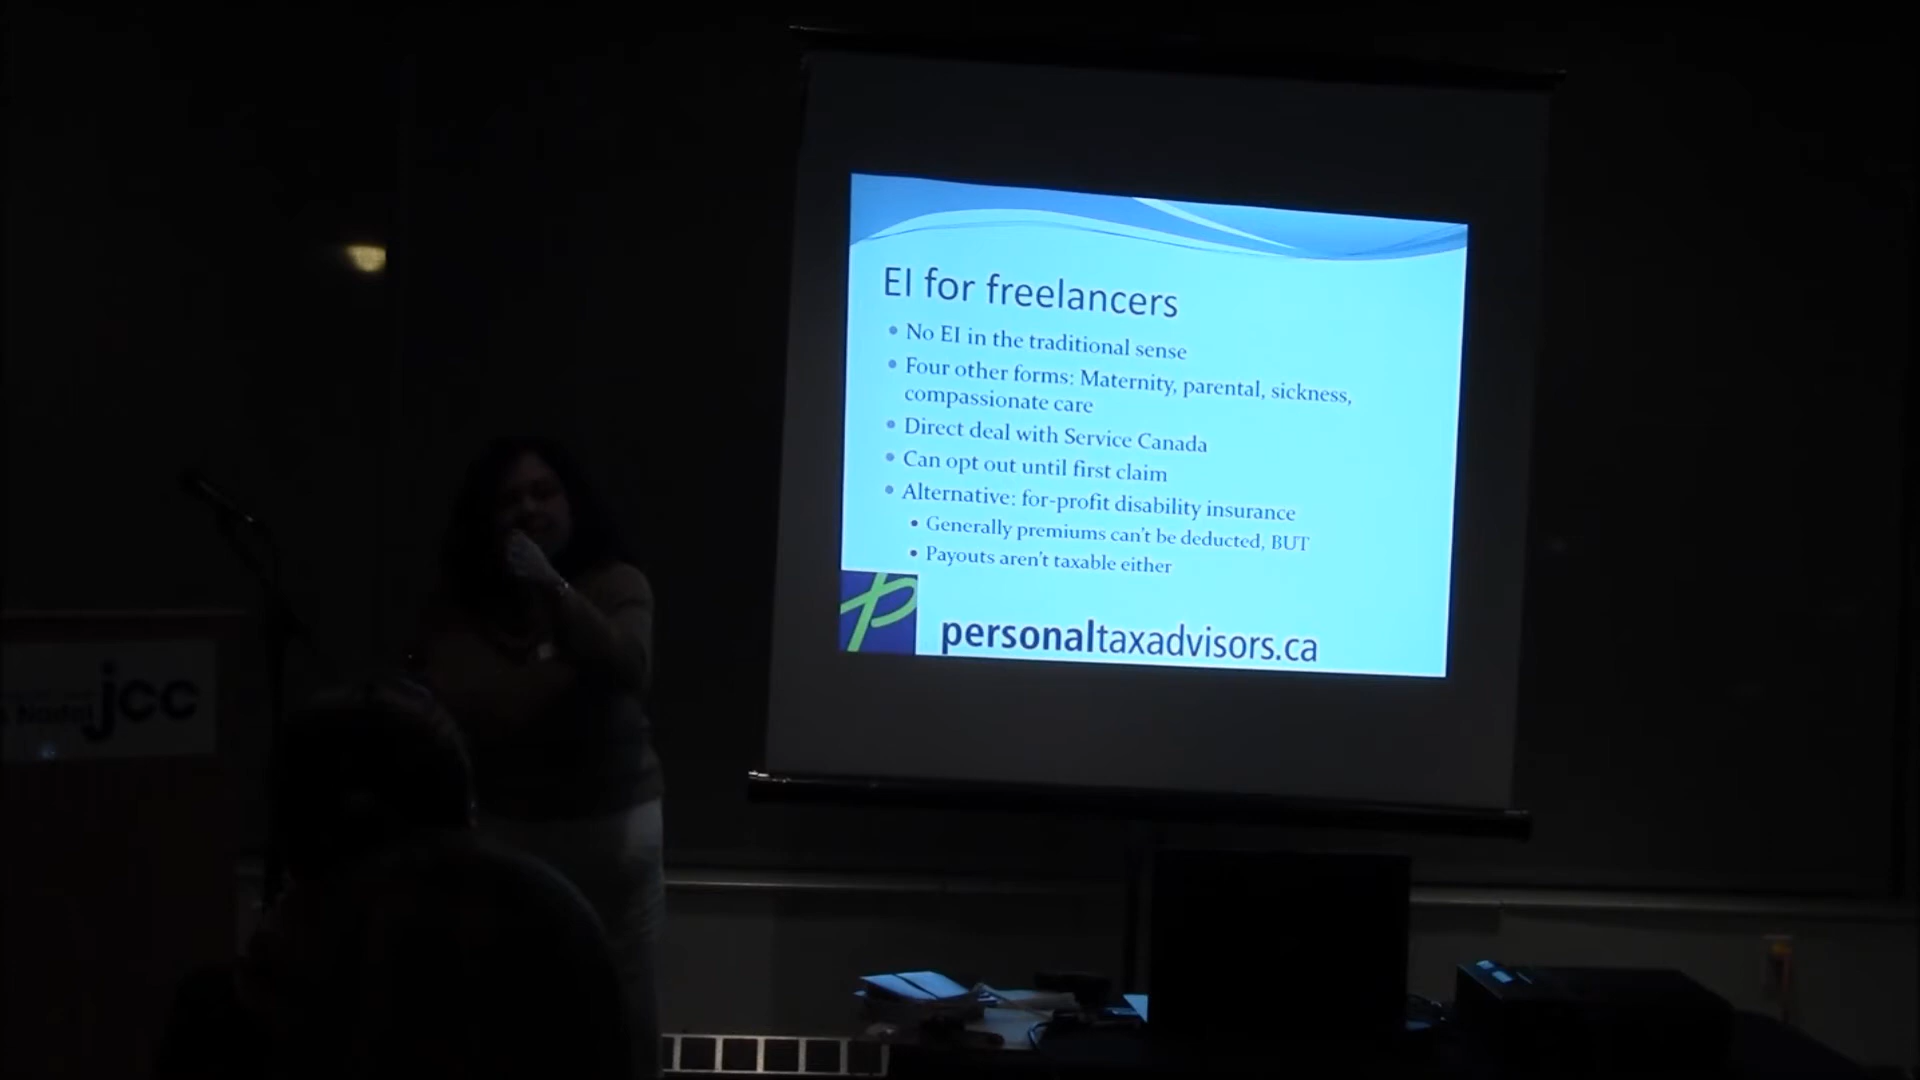 EI for freelancers
• No EI in the traditional sense
• Four other forms: Maternity, parental, sickness,
compassionate care
• Direct deal with Service Canada
• Can opt out until first claim
• Alternative: for-profit disability insurance
• Generally premiums can't be deducted, BUT
• Payouts aren't taxable either
personaltaxadvisors.ca
jcc